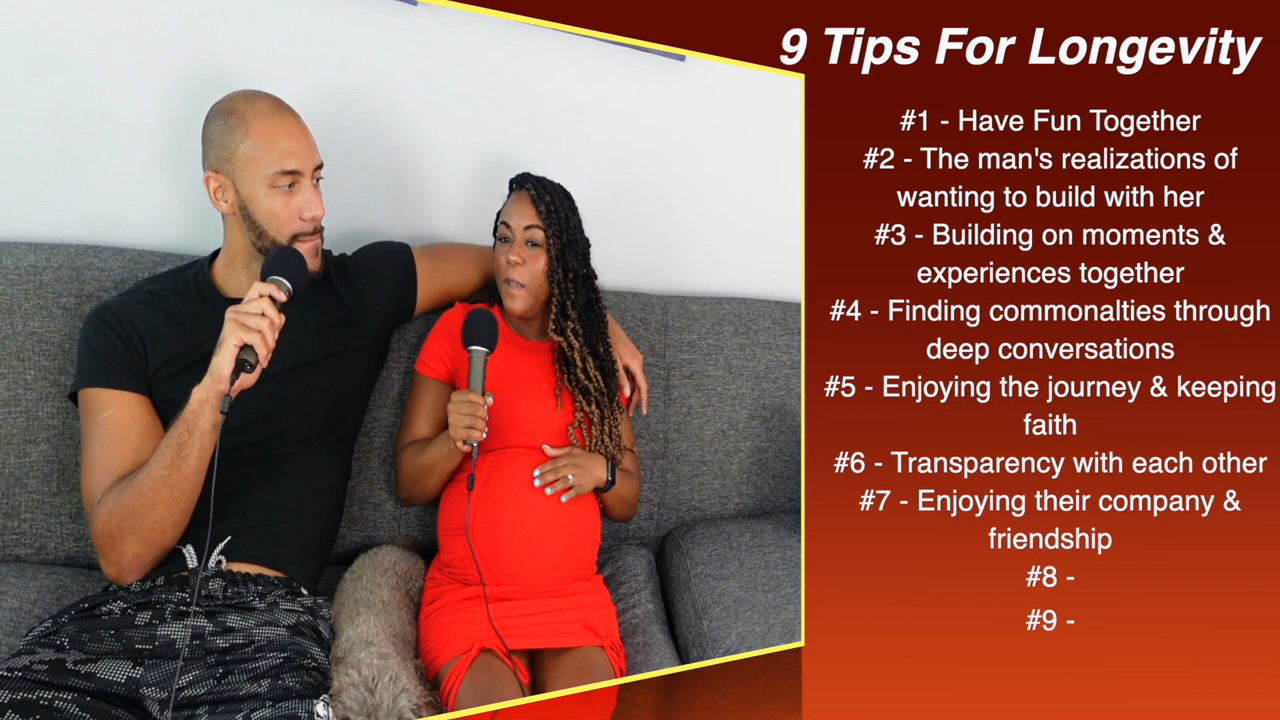 9 Tips For Longevity
#1 - Have Fun Together
#2 - The man's realizations of
wanting to build with her
#3 - Building on moments &
experiences together
#4 - Finding commonalties through
deep conversations
#5 - Enjoying the journey & keeping
faith
#6 - Transparency with each other
#7 - Enjoying their company &
friendship
#8 -
#9 -